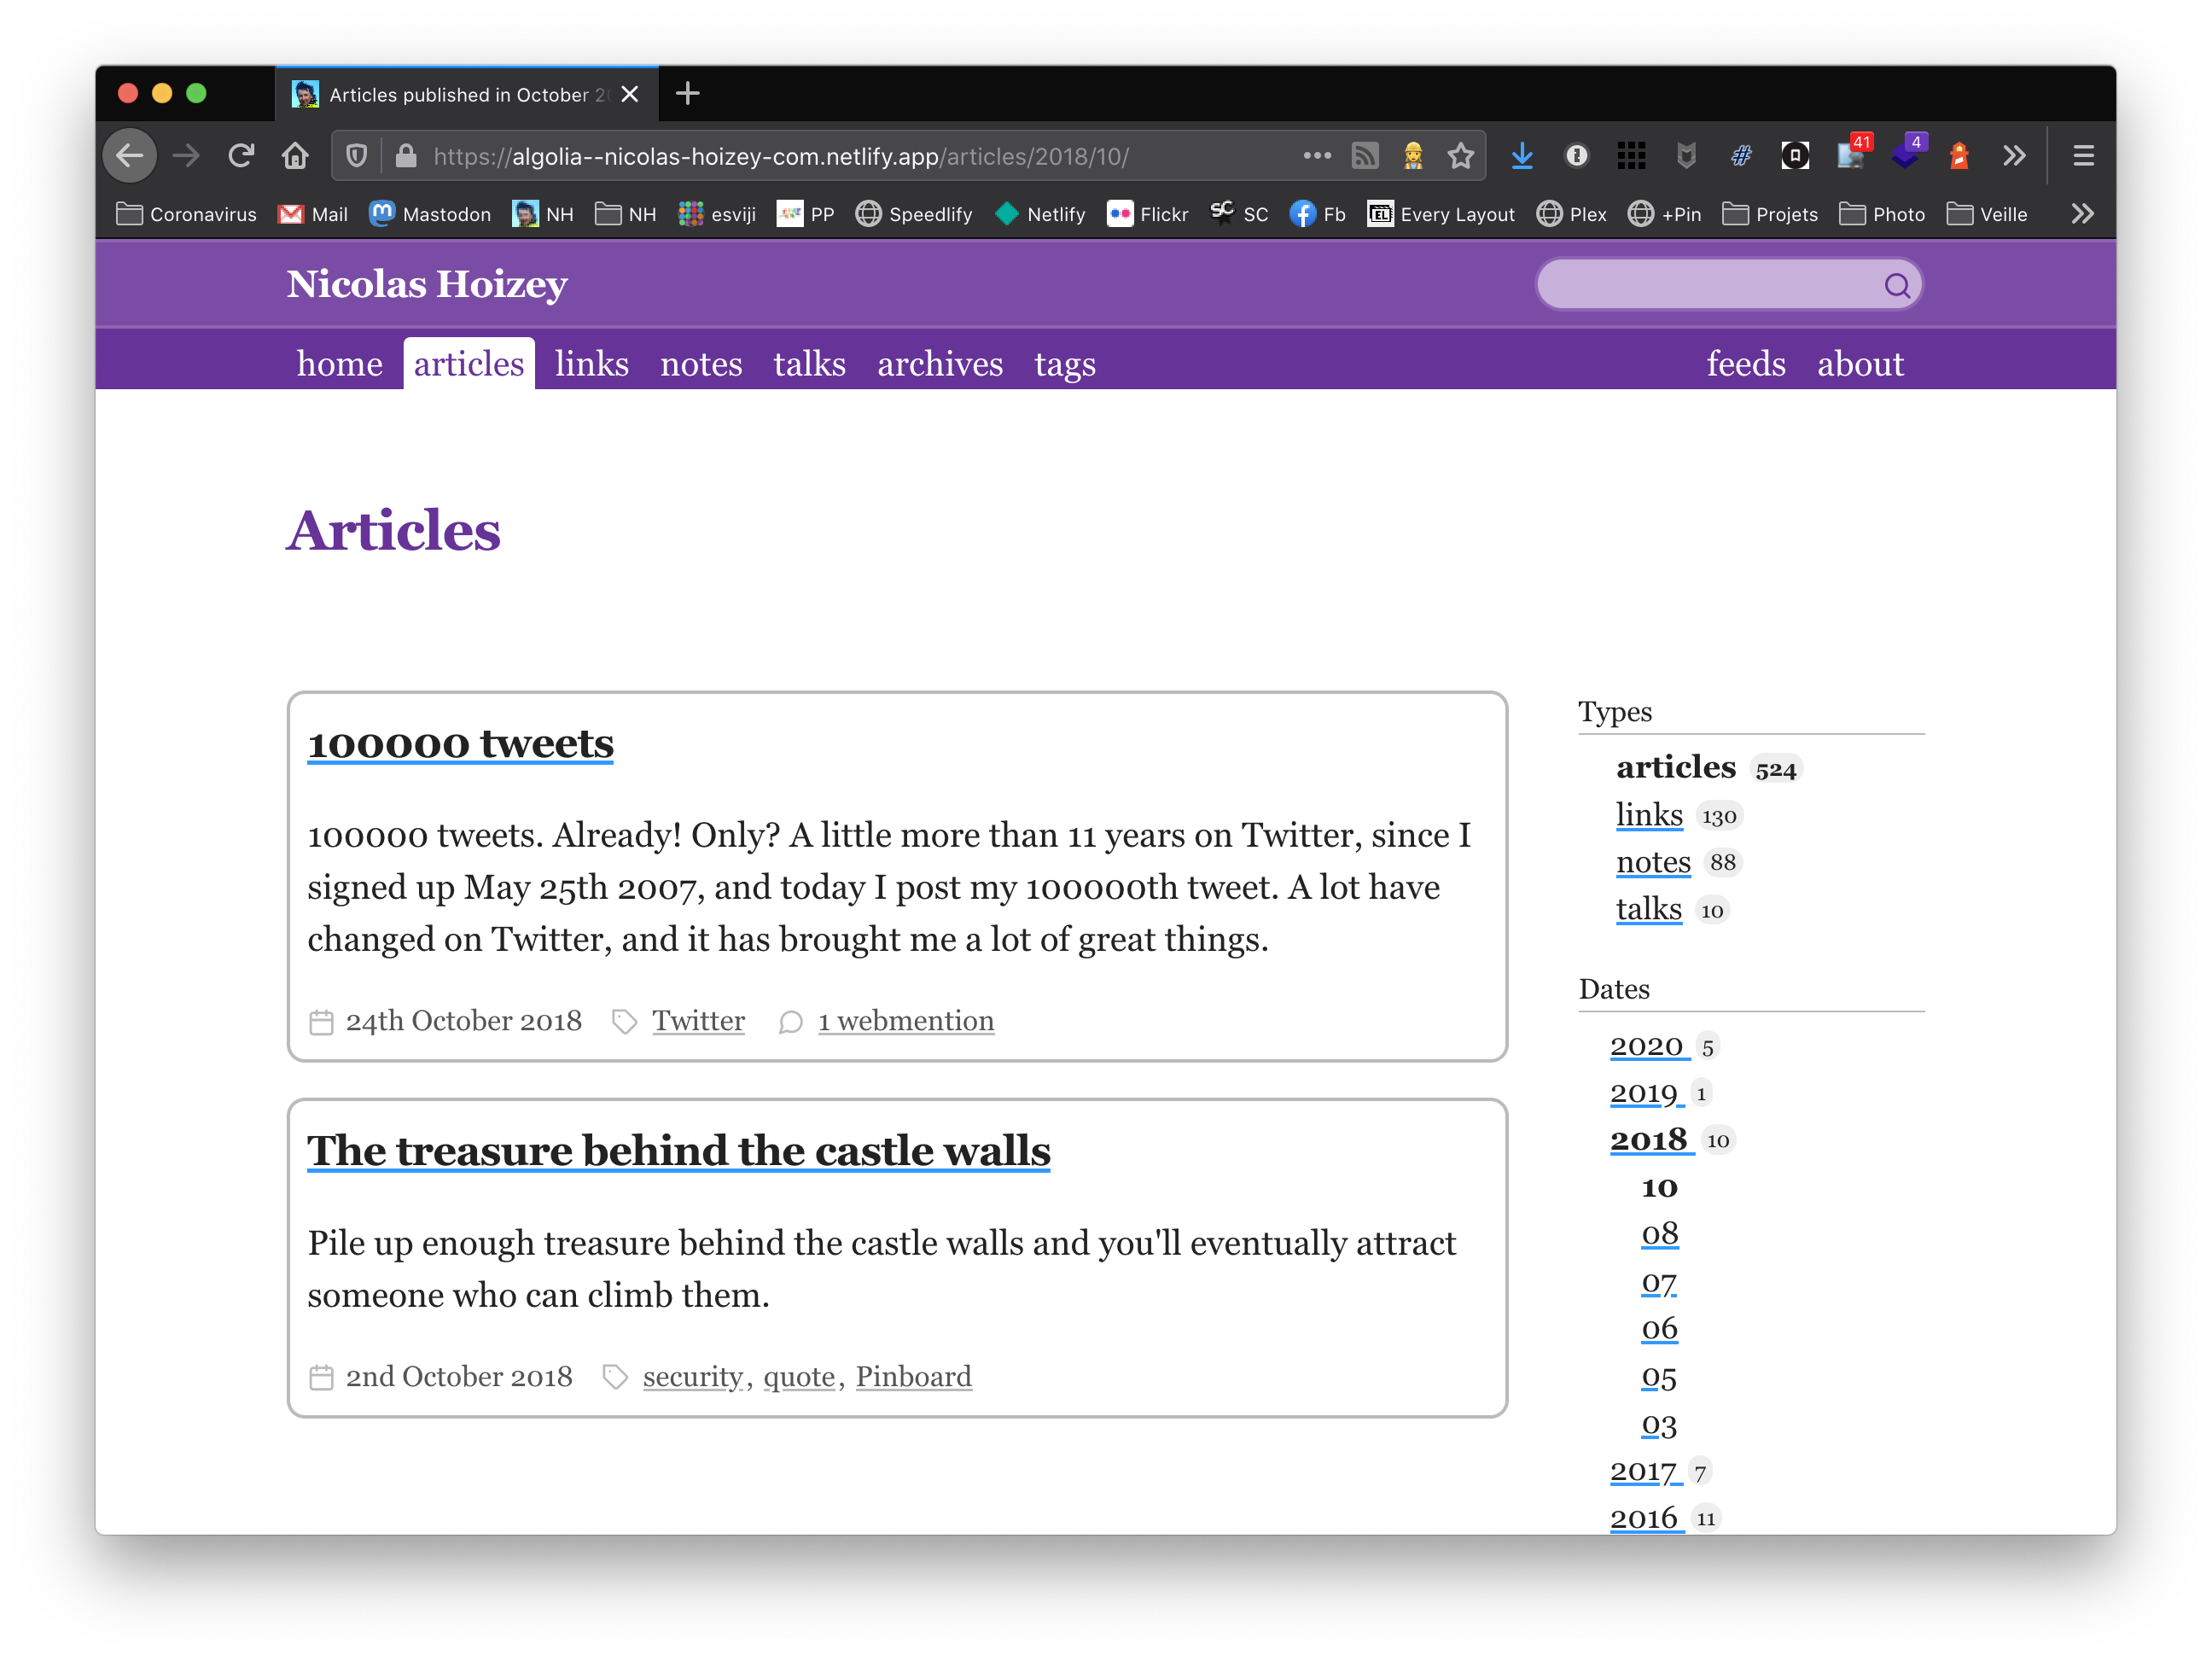 Articles published in October 20
https://algolia--nicolas-hoizey-com.netlify.app/articles/2018/10/
41
4
Coronavirus Mail Mastodon NH NH esviji PP Speedlify Netlify Flickr SC SC Fb EL Every Layout Plex +Pin Projets Photo Veille
Nicolas Hoizey
home articles links notes talks archives tags feeds about
Articles
100000 tweets
100000 tweets. Already! Only? A little more than 11 years on Twitter, since I
signed up May 25th 2007, and today I post my 100000th tweet. A lot have
changed on Twitter, and it has brought me a lot of great things.
24th October 2018 Twitter 1 webmention
The treasure behind the castle walls
Pile up enough treasure behind the castle walls and you'll eventually attract
someone who can climb them.
2nd October 2018 security, quote, Pinboard
Types
articles 524
links 130
notes 88
talks 10
Dates
2020 5
2019 1
2018 10
10
08
07
06
05
03
2017 7
2016 11